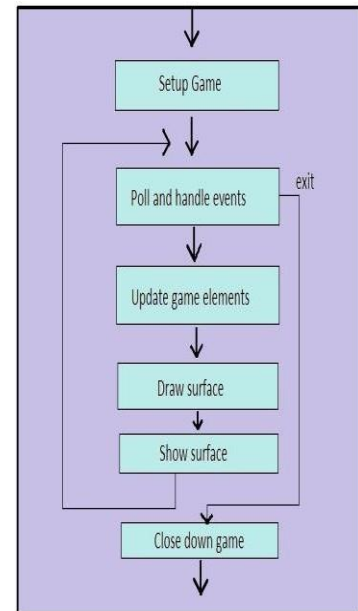 Setup Game
Poll and handle events
exit
Update game elements
Draw surface
Show surface
Close down game